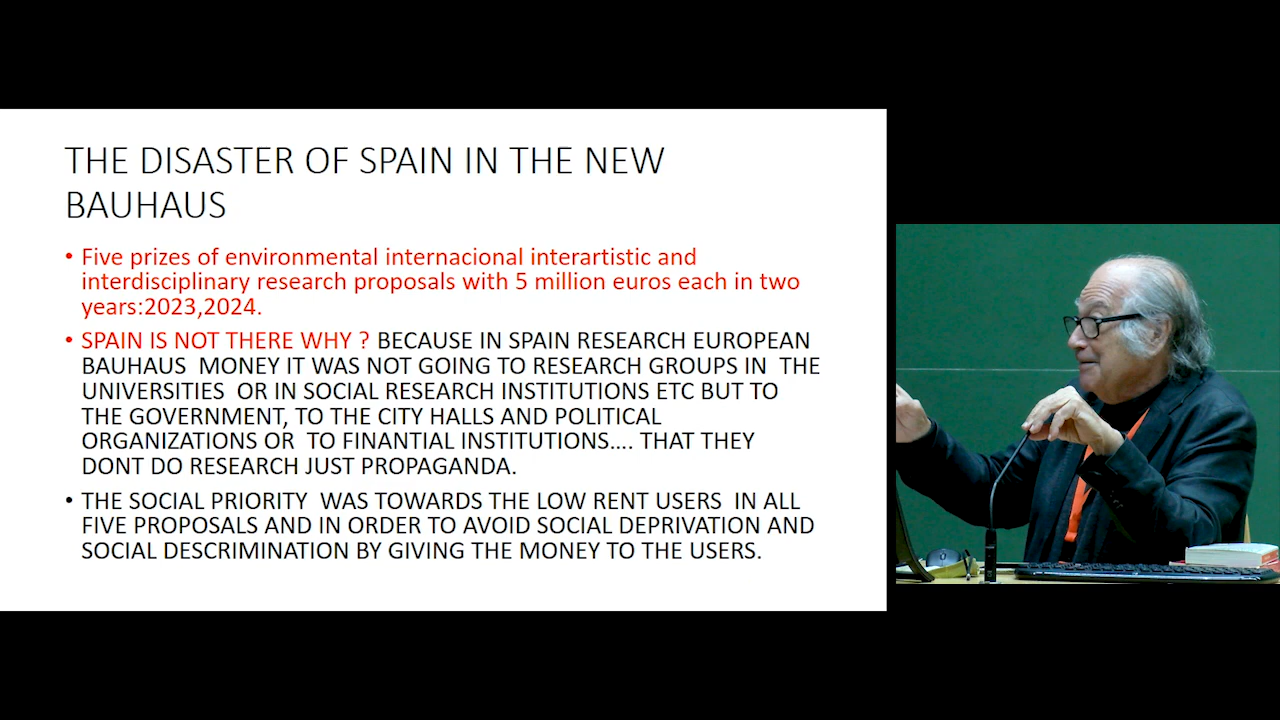 THE DISASTER OF SPAIN IN THE NEW
BAUHAUS
• Five prizes of environmental internacional interartistic and
interdisciplinary research proposals with 5 million euros each in two
years:2023,2024.
• SPAIN IS NOT THERE WHY ? BECAUSE IN SPAIN RESEARCH EUROPEAN
BAUHAUS MONEY IT WAS NOT GOING TO RESEARCH GROUPS IN THE
UNIVERSITIES OR IN SOCIAL RESEARCH INSTITUTIONS ETC BUT TO
THE GOVERNMENT, TO THE CITY HALLS AND POLITICAL
ORGANIZATIONS OR TO FINANTIAL INSTITUTIONS.... THAT THEY
DONT DO RESEARCH JUST PROPAGANDA.
• THE SOCIAL PRIORITY WAS TOWARDS THE LOW RENT USERS IN ALL
FIVE PROPOSALS AND IN ORDER TO AVOID SOCIAL DEPRIVATION AND
SOCIAL DESCRIMINATION BY GIVING THE MONEY TO THE USERS.